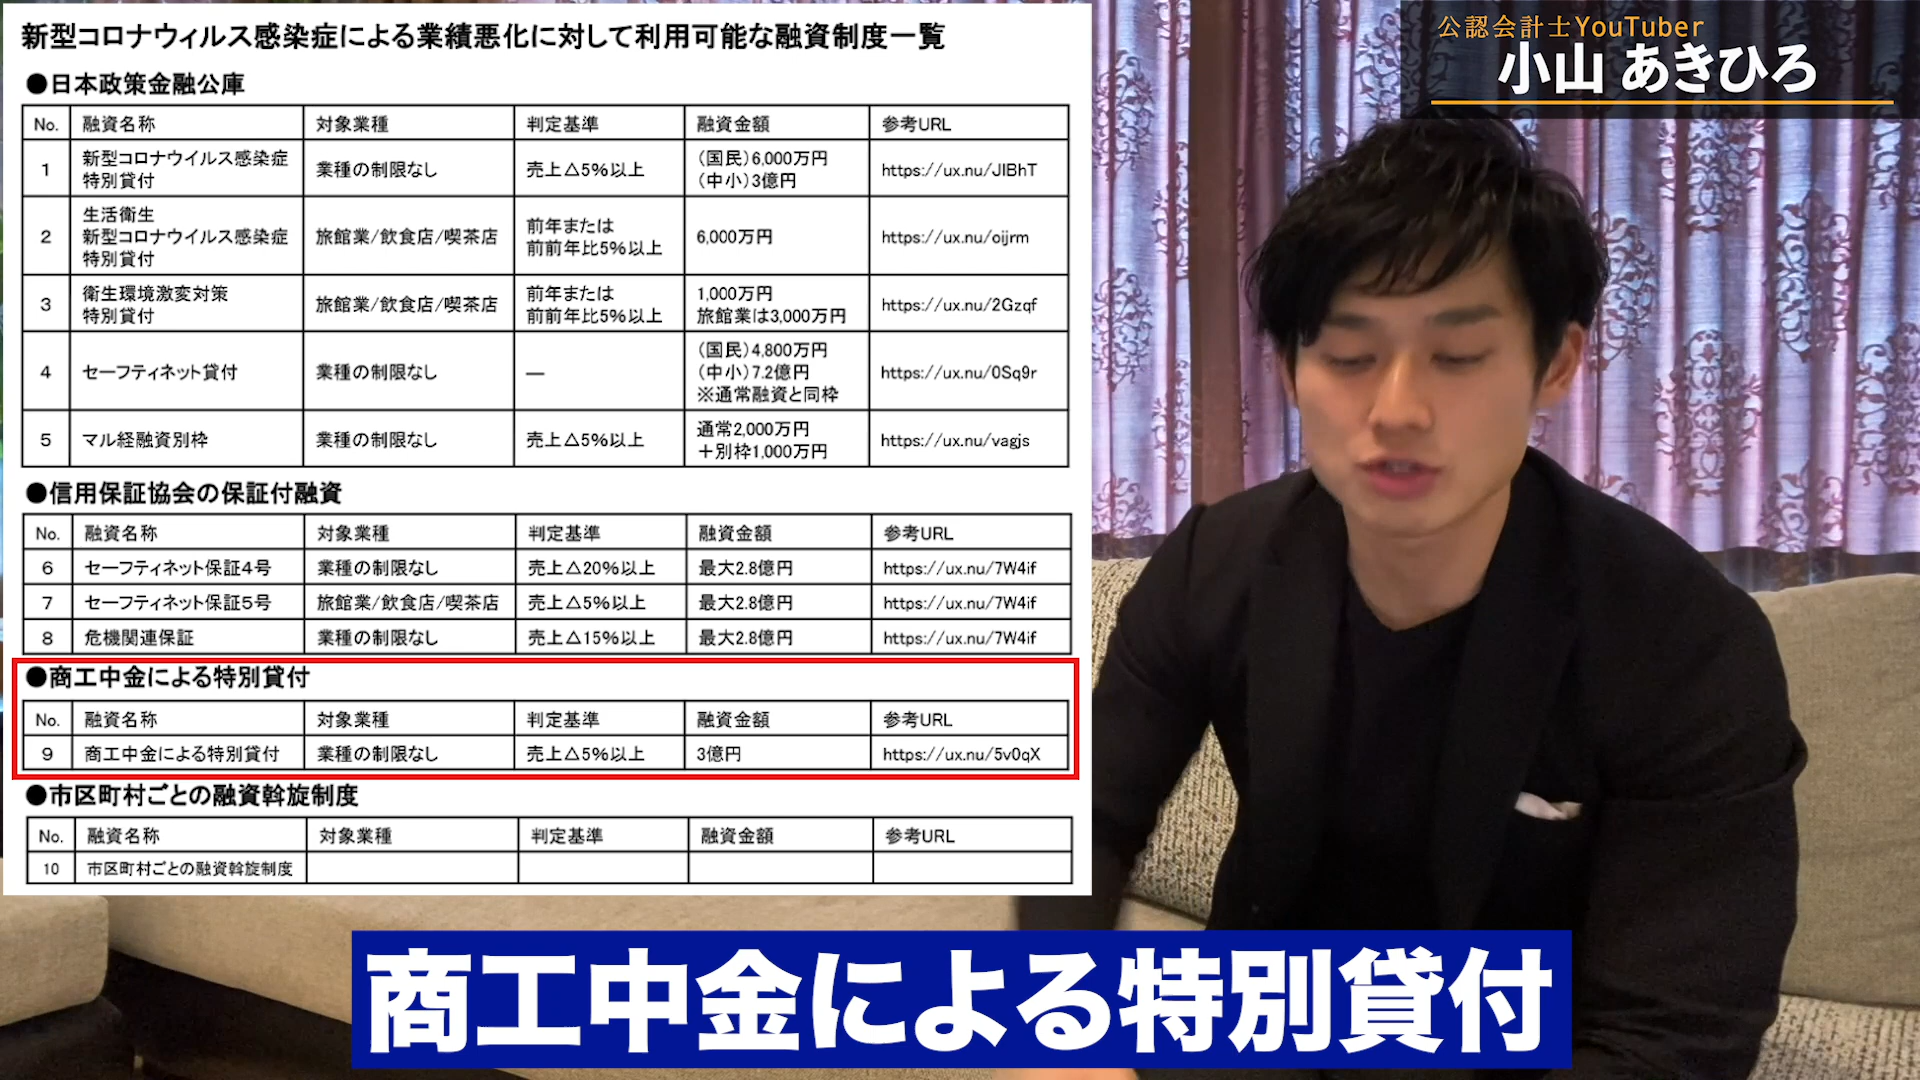 新型コロナウィルス感染症による業績悪化に対して利用可能な融資制度一覧
●日本政策金融公庫
No. 融資名称 対象業種 判定基準 融資金額 参考URL
1 新型コロナウイルス感染症 特別貸付 業種の制限なし 売上△5%以上 (国民)6,000万円 (中小)3億円 https://ux.nu/JIBhT
2 生活衛生 新型コロナウイルス感染症 特別貸付 旅館業/飲食店/喫茶店 前年または 前前年比5%以上 6,000万円 https://ux.nu/oijrm
3 衛生環境激変対策 特別貸付 旅館業/飲食店/喫茶店 前年または 前前年比5%以上 1,000万円 旅館業は3,000万円 https://ux.nu/2Gzqf
4 セーフティネット貸付 業種の制限なし ― (国民)4,800万円 (中小)7.2億円 ※通常融資と同枠 https://ux.nu/0Sq9r
5 マル経融資別枠 業種の制限なし 売上△5%以上 通常2,000万円 +別枠1,000万円 https://ux.nu/vagjs
●信用保証協会の保証付融資
No. 融資名称 対象業種 判定基準 融資金額 参考URL
6 セーフティネット保証4号 業種の制限なし 売上△20%以上 最大2.8億円 https://ux.nu/7W4if
7 セーフティネット保証5号 旅館業/飲食店/喫茶店 売上△5%以上 最大2.8億円 https://ux.nu/7W4if
8 危機関連保証 業種の制限なし 売上△15%以上 最大2.8億円 https://ux.nu/7W4if
●商工中金による特別貸付
No. 融資名称 対象業種 判定基準 融資金額 参考URL
9 商工中金による特別貸付 業種の制限なし 売上△5%以上 3億円 https://ux.nu/5v0qX
●市区町村ごとの融資斡旋制度
No. 融資名称 対象業種 判定基準 融資金額 参考URL
10 市区町村ごとの融資斡旋制度
公認会計士YouTuber
小山 あきひろ
商工中金による特別貸付